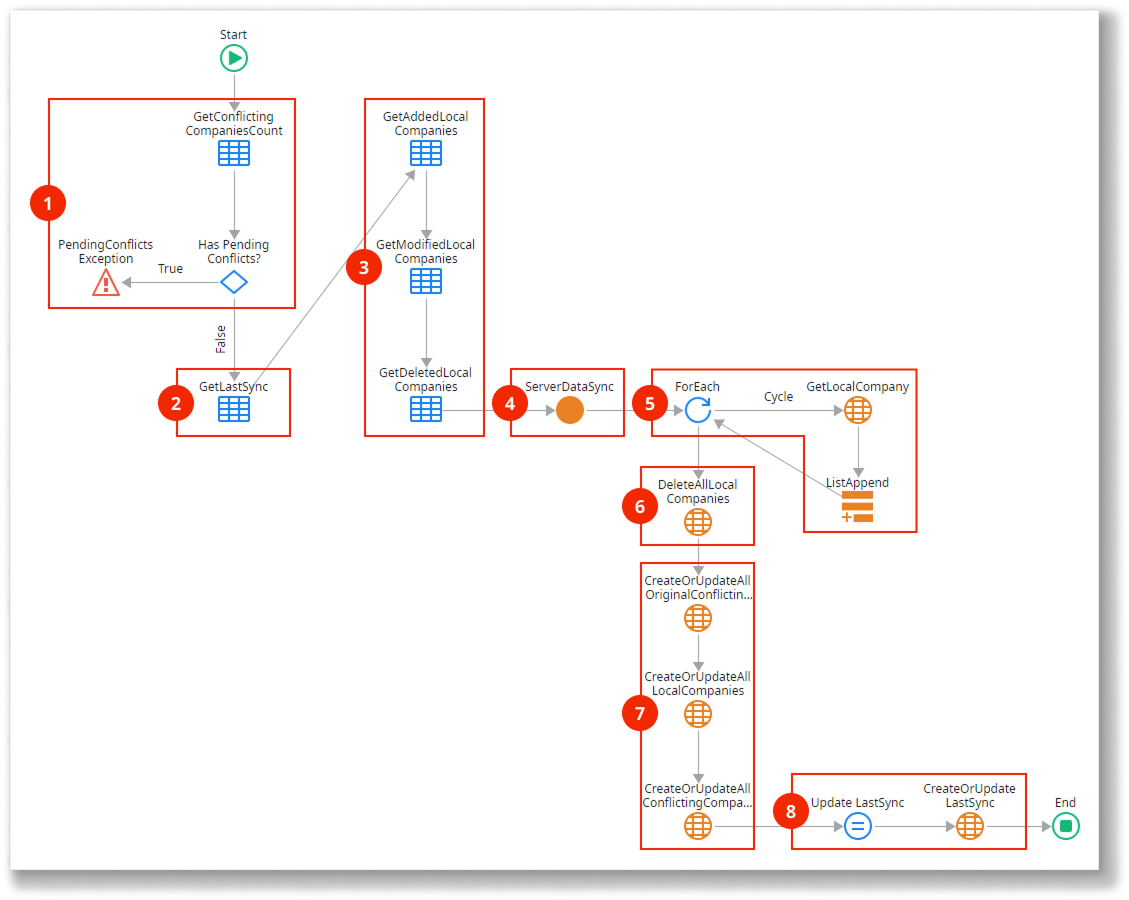 Start
GetConflicting
CompaniesCount
1
PendingConflicts
Exception
True
Has Pending
Conflicts?
False
2
GetLastSync
GetAddedLocal
Companies
3
GetModifiedLocal
Companies
GetDeletedLocal
Companies
4
ServerDataSync
5
ForEach
Cycle
GetLocalCompany
ListAppend
6
DeleteAllLocal
Companies
7
CreateOrUpdateAll
OriginalConflictin...
CreateOrUpdateAll
LocalCompanies
CreateOrUpdateAll
ConflictingCompa...
8
Update LastSync
CreateOrUpdate
LastSync
End